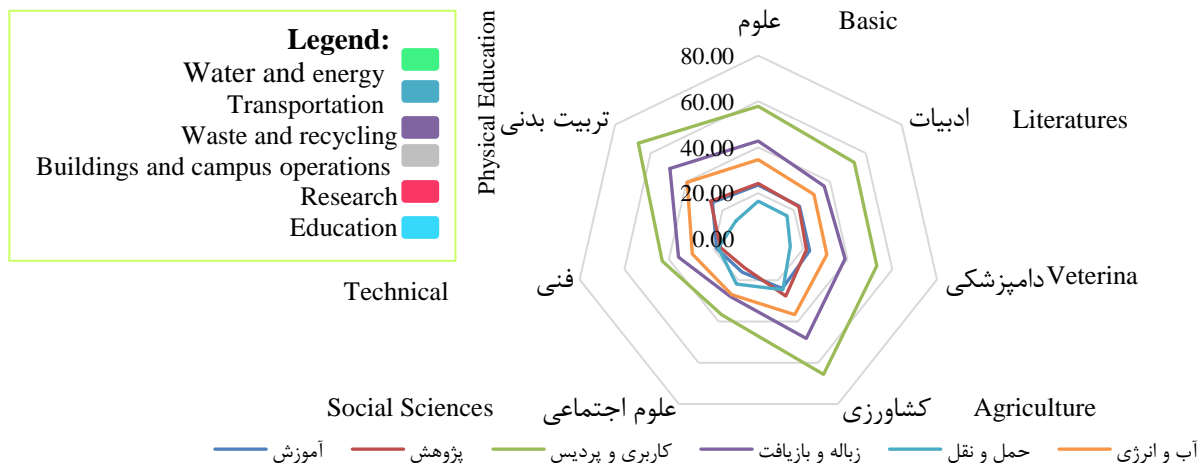 Legend:
Water and energy
Transportation
Waste and recycling
Buildings and campus operations
Research
Education
Physical Education
علوم
Basic
80.00
60.00
40.00
20.00
0.00
تربیت بدنی
ادبیات
Literatures
فنی
Technical
دامپزشکی
Veterina
Social Sciences
علوم اجتماعی
کشاورزی
Agriculture
آموزش
پژوهش
کاربری و پردیس
زباله و بازیافت
حمل و نقل
آب و انرژی